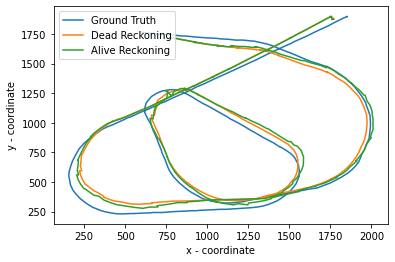 Ground Truth
Dead Reckoning
Alive Reckoning
y - coordinate
1750
1500
1250
1000
750
500
250
250 500 750 1000 1250 1500 1750 2000
x - coordinate